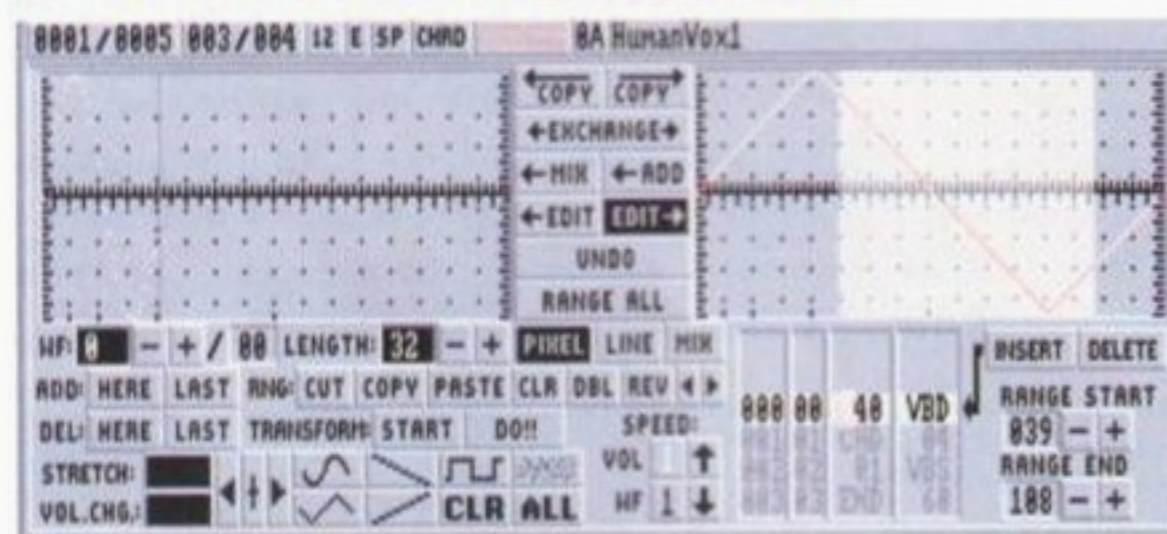 0001/0005 003/004 12 E SP CHRD 0A HumanVox1
COPY COPY
EXCHANGE
MIX ADD
EDIT EDIT
UNDO
RANGE ALL
WF: 0 - + / 00 LENGTH: 32 - + PIXEL LINE MIX
ADD: HERE LAST RNG: CUT COPY PASTE CLR DBL REV
DEL: HERE LAST TRANSFORM: START DO!!
STRETCH:
VOL.CHG.:
CLR ALL
SPEED:
VOL
WF 1
000 00 40 VBD
INSERT DELETE
RANGE START
039 - +
RANGE END
108 - +